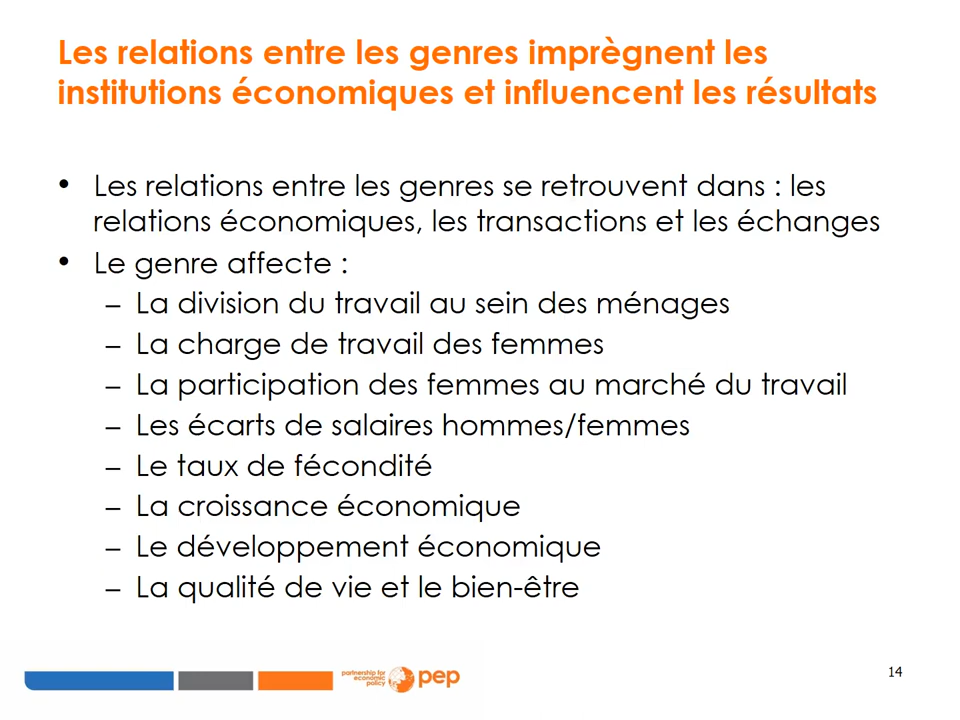 Les relations entre les genres imprègnent les
institutions économiques et influencent les résultats
• Les relations entre les genres se retrouvent dans : les
relations économiques, les transactions et les échanges
• Le genre affecte :
– La division du travail au sein des ménages
– La charge de travail des femmes
– La participation des femmes au marché du travail
– Les écarts de salaires hommes/femmes
– Le taux de fécondité
– La croissance économique
– Le développement économique
– La qualité de vie et le bien-être
partnership for
economic
policy
pep
14